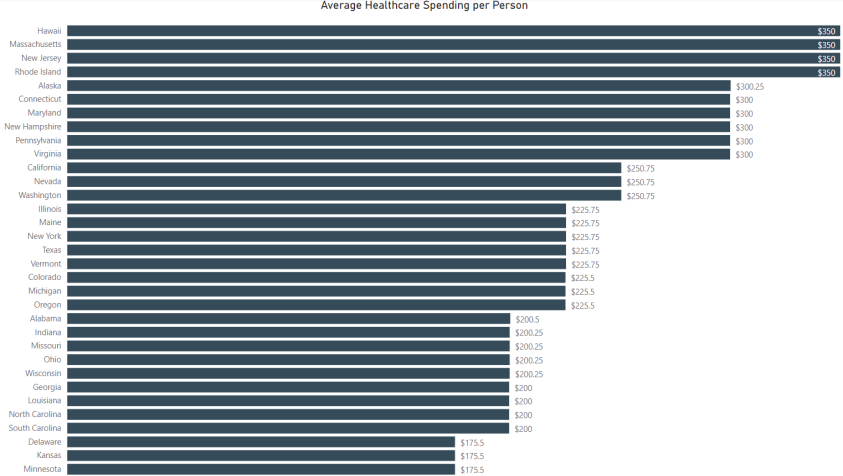 Average Healthcare Spending per Person
Hawaii $350
Massachusetts $350
New Jersey $350
Rhode Island $350
Alaska $300.25
Connecticut $300
Maryland $300
New Hampshire $300
Pennsylvania $300
Virginia $300
California $250.75
Nevada $250.75
Washington $250.75
Illinois $225.75
Maine $225.75
New York $225.75
Texas $225.75
Vermont $225.75
Colorado $225.5
Michigan $225.5
Oregon $225.5
Alabama $200.5
Indiana $200.25
Missouri $200.25
Ohio $200.25
Wisconsin $200.25
Georgia $200
Louisiana $200
North Carolina $200
South Carolina $200
Delaware $175.5
Kansas $175.5
Minnesota $175.5